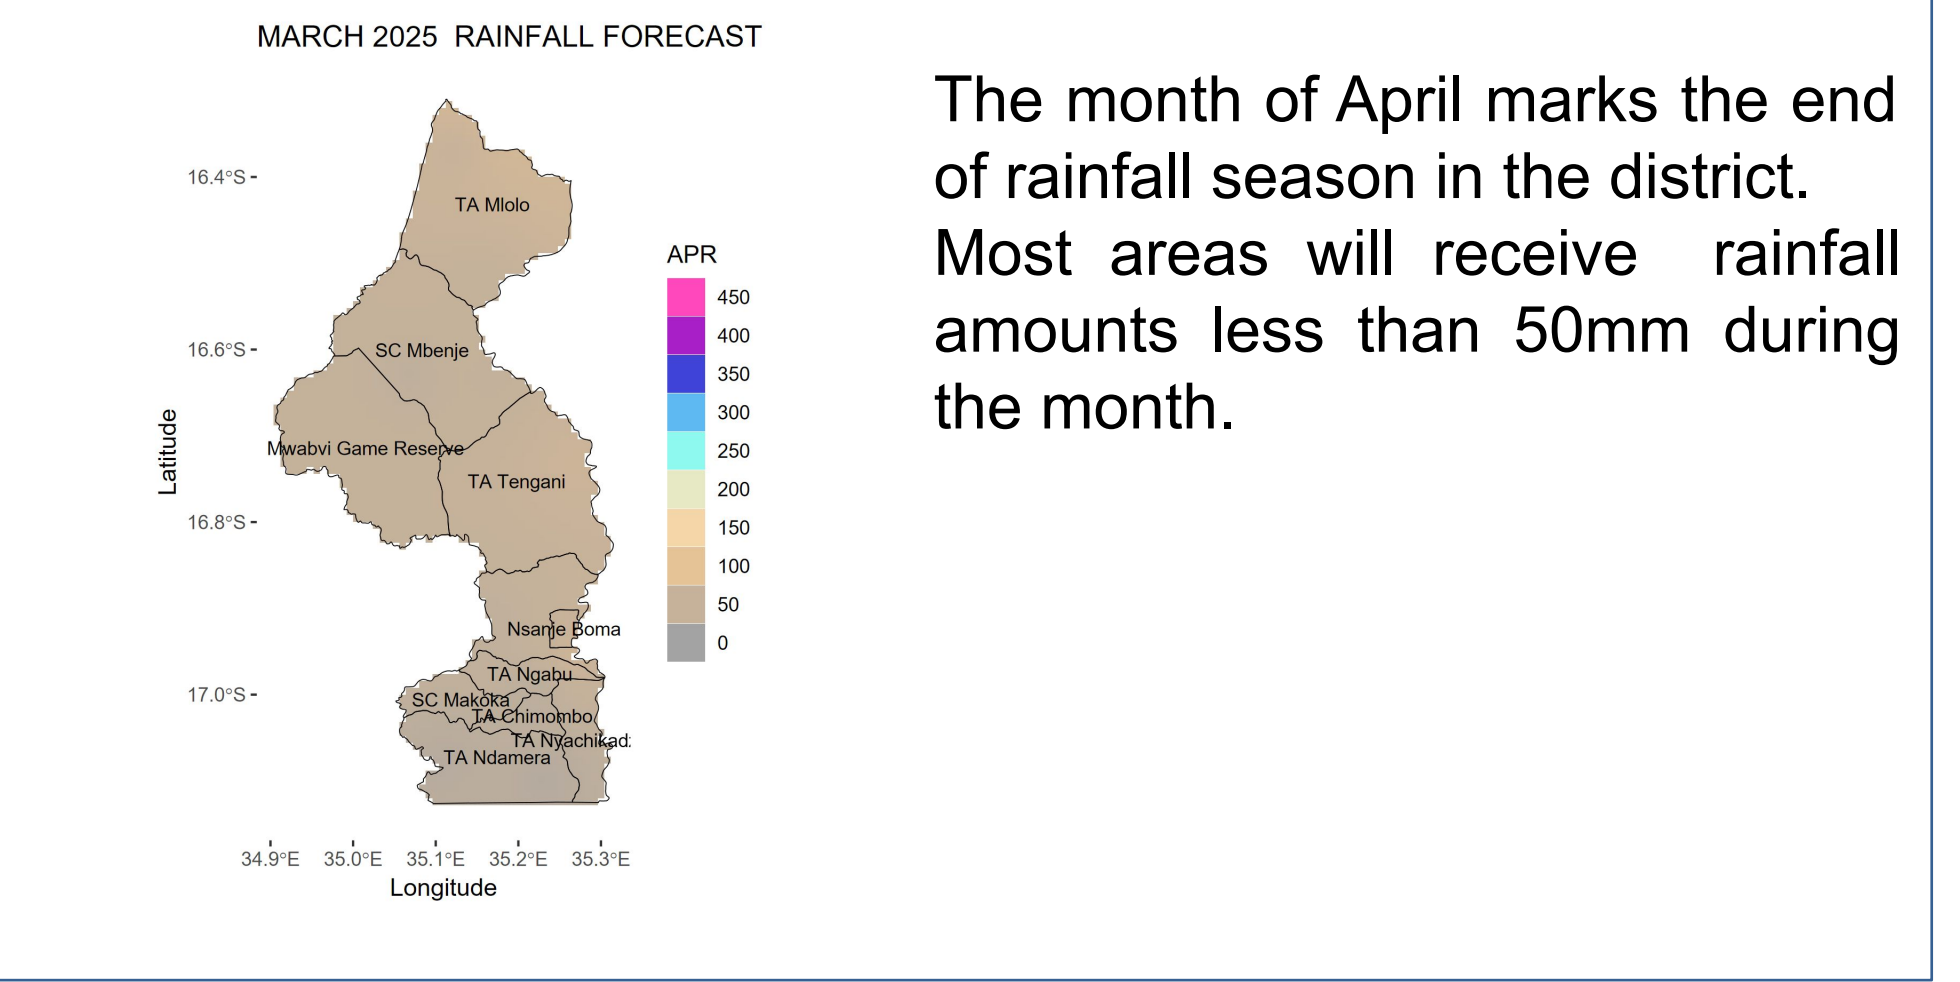 MARCH 2025  RAINFALL FORECAST
The month of April marks the end
of rainfall season in the district.
Most areas will receive  rainfall
amounts less than 50mm during
the month.
16.4°S
16.6°S
16.8°S
17.0°S
Latitude
TA Mlolo
SC Mbenje
Mwabvi Game Reserve
TA Tengani
Nsanje Boma
TA Ngabu
SC Makoka
TA Chimombo
TA Nyachikad
TA Ndamera
34.9°E 35.0°E 35.1°E 35.2°E 35.3°E
Longitude
APR
450
400
350
300
250
200
150
100
50
0